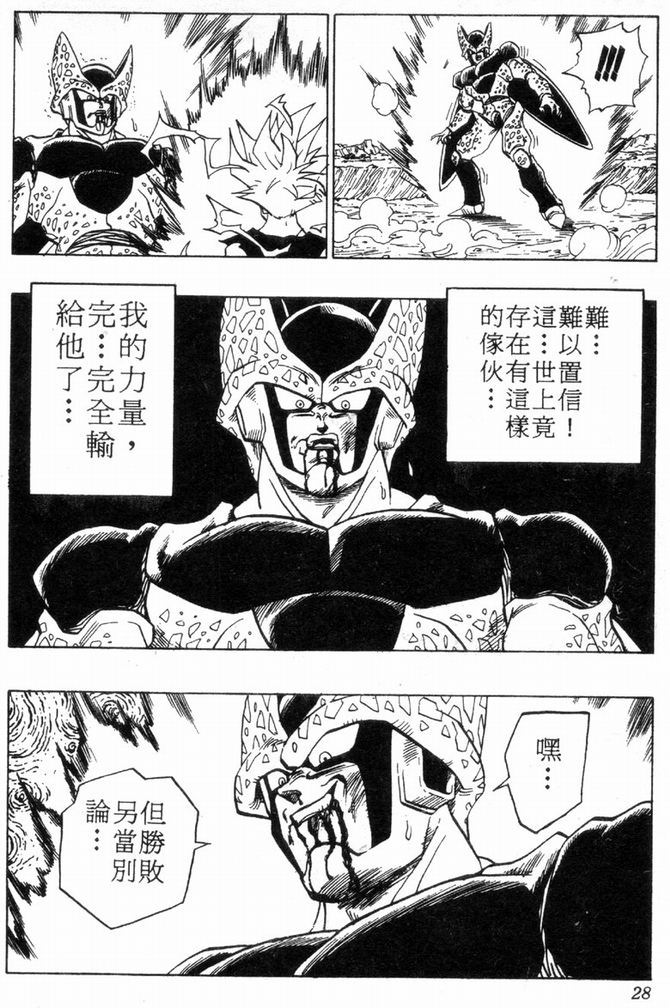 !!!!
難…
難以置信！
這…世上竟
存在有這樣
的傢伙…
我的力量，
完…完全輸
給他了…
嘿…
但勝敗
另當別
論…
28